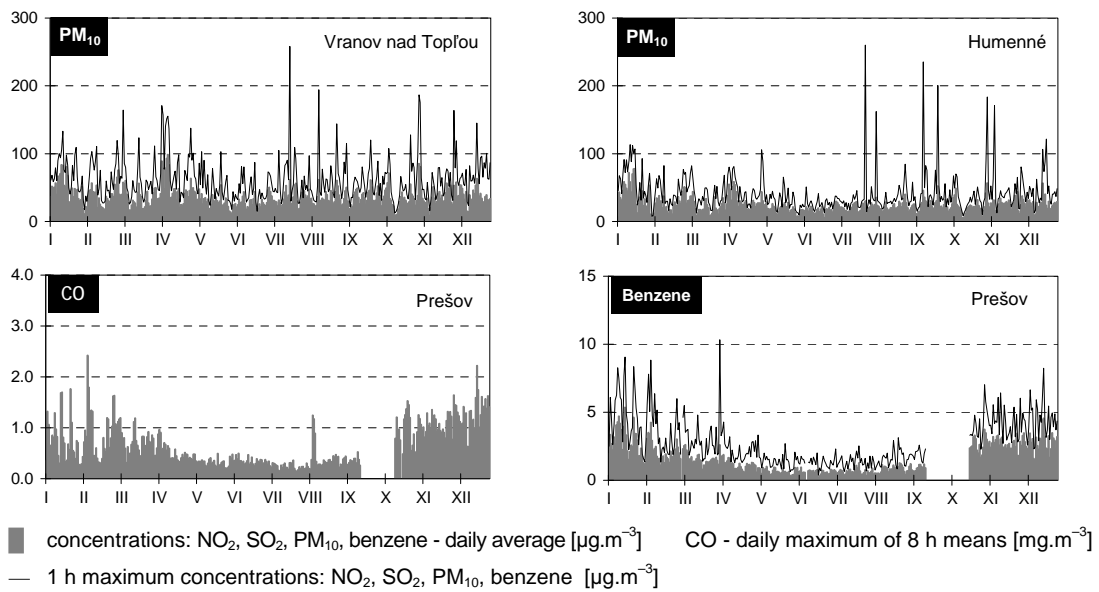 300
200
100
0
PM₁₀
Vranov nad Topľou
I II III IV V VI VII VIII IX X XI XII
300
200
100
0
PM₁₀
Humenné
I II III IV V VI VII VIII IX X XI XII
4.0
3.0
2.0
1.0
0.0
CO
Prešov
I II III IV V VI VII VIII IX X XI XII
15
10
5
0
Benzene
Prešov
I II III IV V VI VII VIII IX X XI XII
concentrations: NO₂, SO₂, PM₁₀, benzene - daily average [µg.m⁻³] CO - daily maximum of 8 h means [mg.m⁻³]
1 h maximum concentrations: NO₂, SO₂, PM₁₀, benzene [µg.m⁻³]